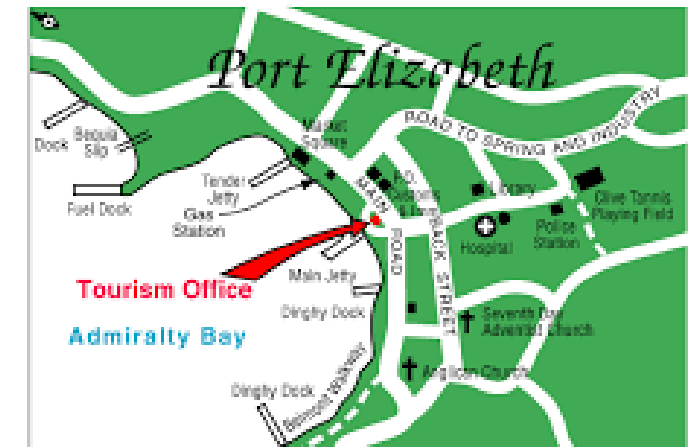 Port Elizabeth
ROAD TO SPRING AND INDUSTRY
Market
Square
Dock
Bequia
Slip
Tender
Jetty
Fuel Dock
Gas
Station
P.O.
MAIN
ROAD
BACK STREET
Library
Clive Tannis
Playing Field
Police
Station
Hospital
Main Jetty
Tourism Office
Dinghy Dock
Admiralty Bay
Seventh Day
Adventist Church
Anglican Church
Dinghy Dock
Belmont Walkway